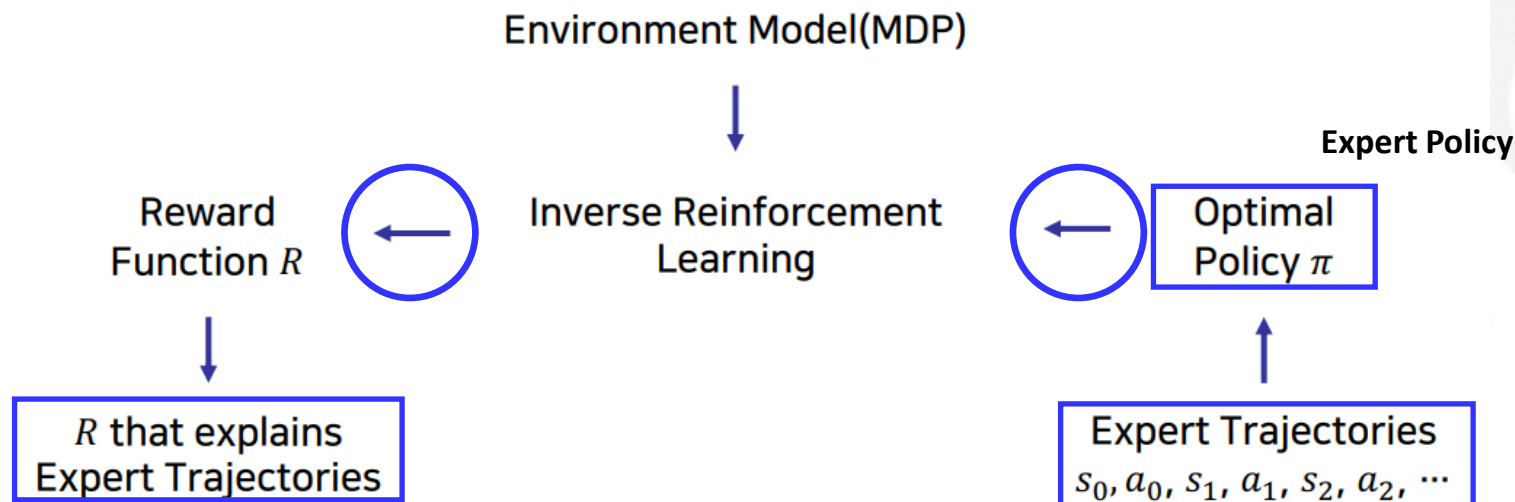 Environment Model(MDP)
Expert Policy
Reward
Function R
Inverse Reinforcement
Learning
Optimal
Policy π
R that explains
Expert Trajectories
Expert Trajectories
s₀, a₀, s₁, a₁, s₂, a₂, ⋯